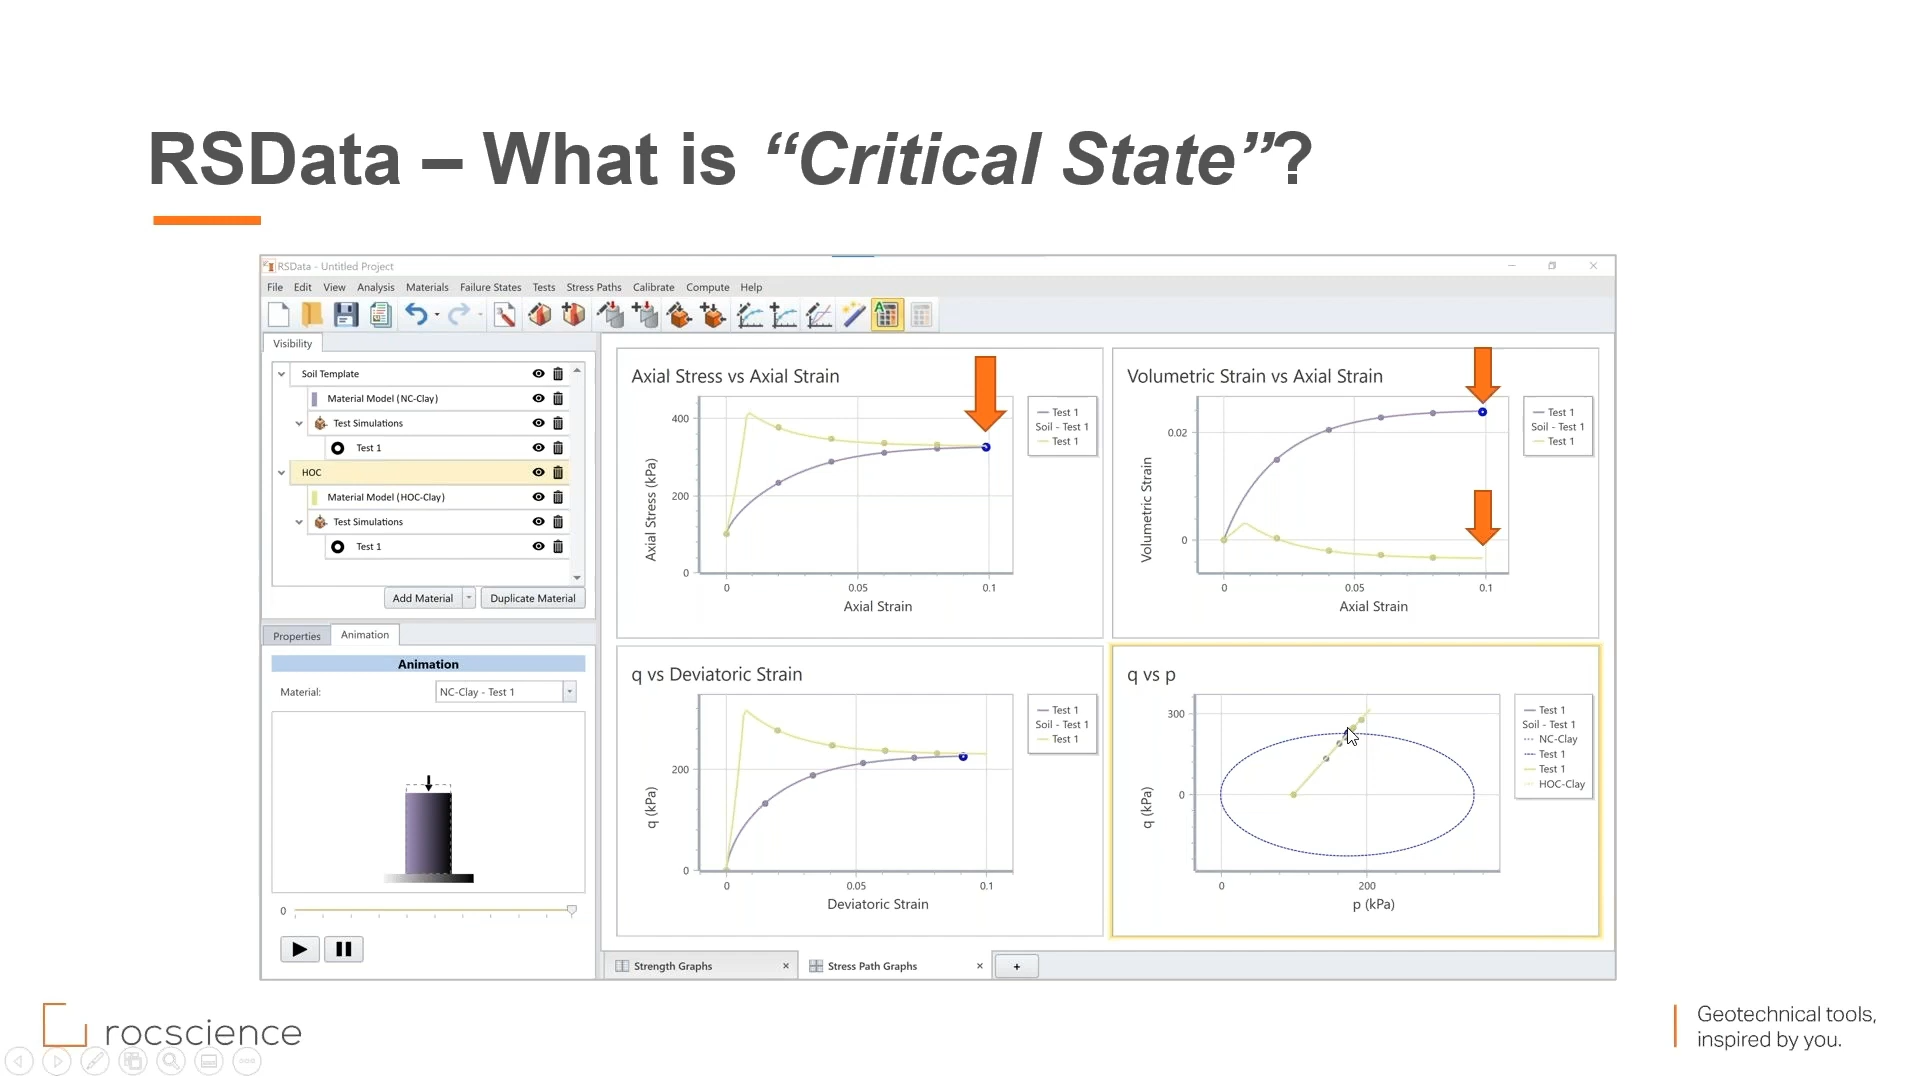 RSData – What is “Critical State”?
RSData - Untitled Project
File Edit View Analysis Materials Failure States Tests Stress Paths Calibrate Compute Help
Visibility
Soil Template
Material Model (NC-Clay)
Test Simulations
Test 1
HOC
Material Model (HOC-Clay)
Test Simulations
Test 1
Add Material Duplicate Material
Properties Animation
Animation
Material: NC-Clay - Test 1
0
Axial Stress vs Axial Strain
Axial Stress (kPa)
400
200
0
0 0.05 0.1
Axial Strain
Test 1
Soil - Test 1
Test 1
Volumetric Strain vs Axial Strain
Volumetric Strain
0.02
0
0 0.05 0.1
Axial Strain
Test 1
Soil - Test 1
Test 1
q vs Deviatoric Strain
q (kPa)
200
0
0 0.05 0.1
Deviatoric Strain
Test 1
Soil - Test 1
Test 1
q vs p
q (kPa)
300
0
0 200
p (kPa)
Test 1
Soil - Test 1
NC-Clay
Test 1
Test 1
HOC-Clay
Strength Graphs × Stress Path Graphs × +
rocscience
Geotechnical tools,
inspired by you.